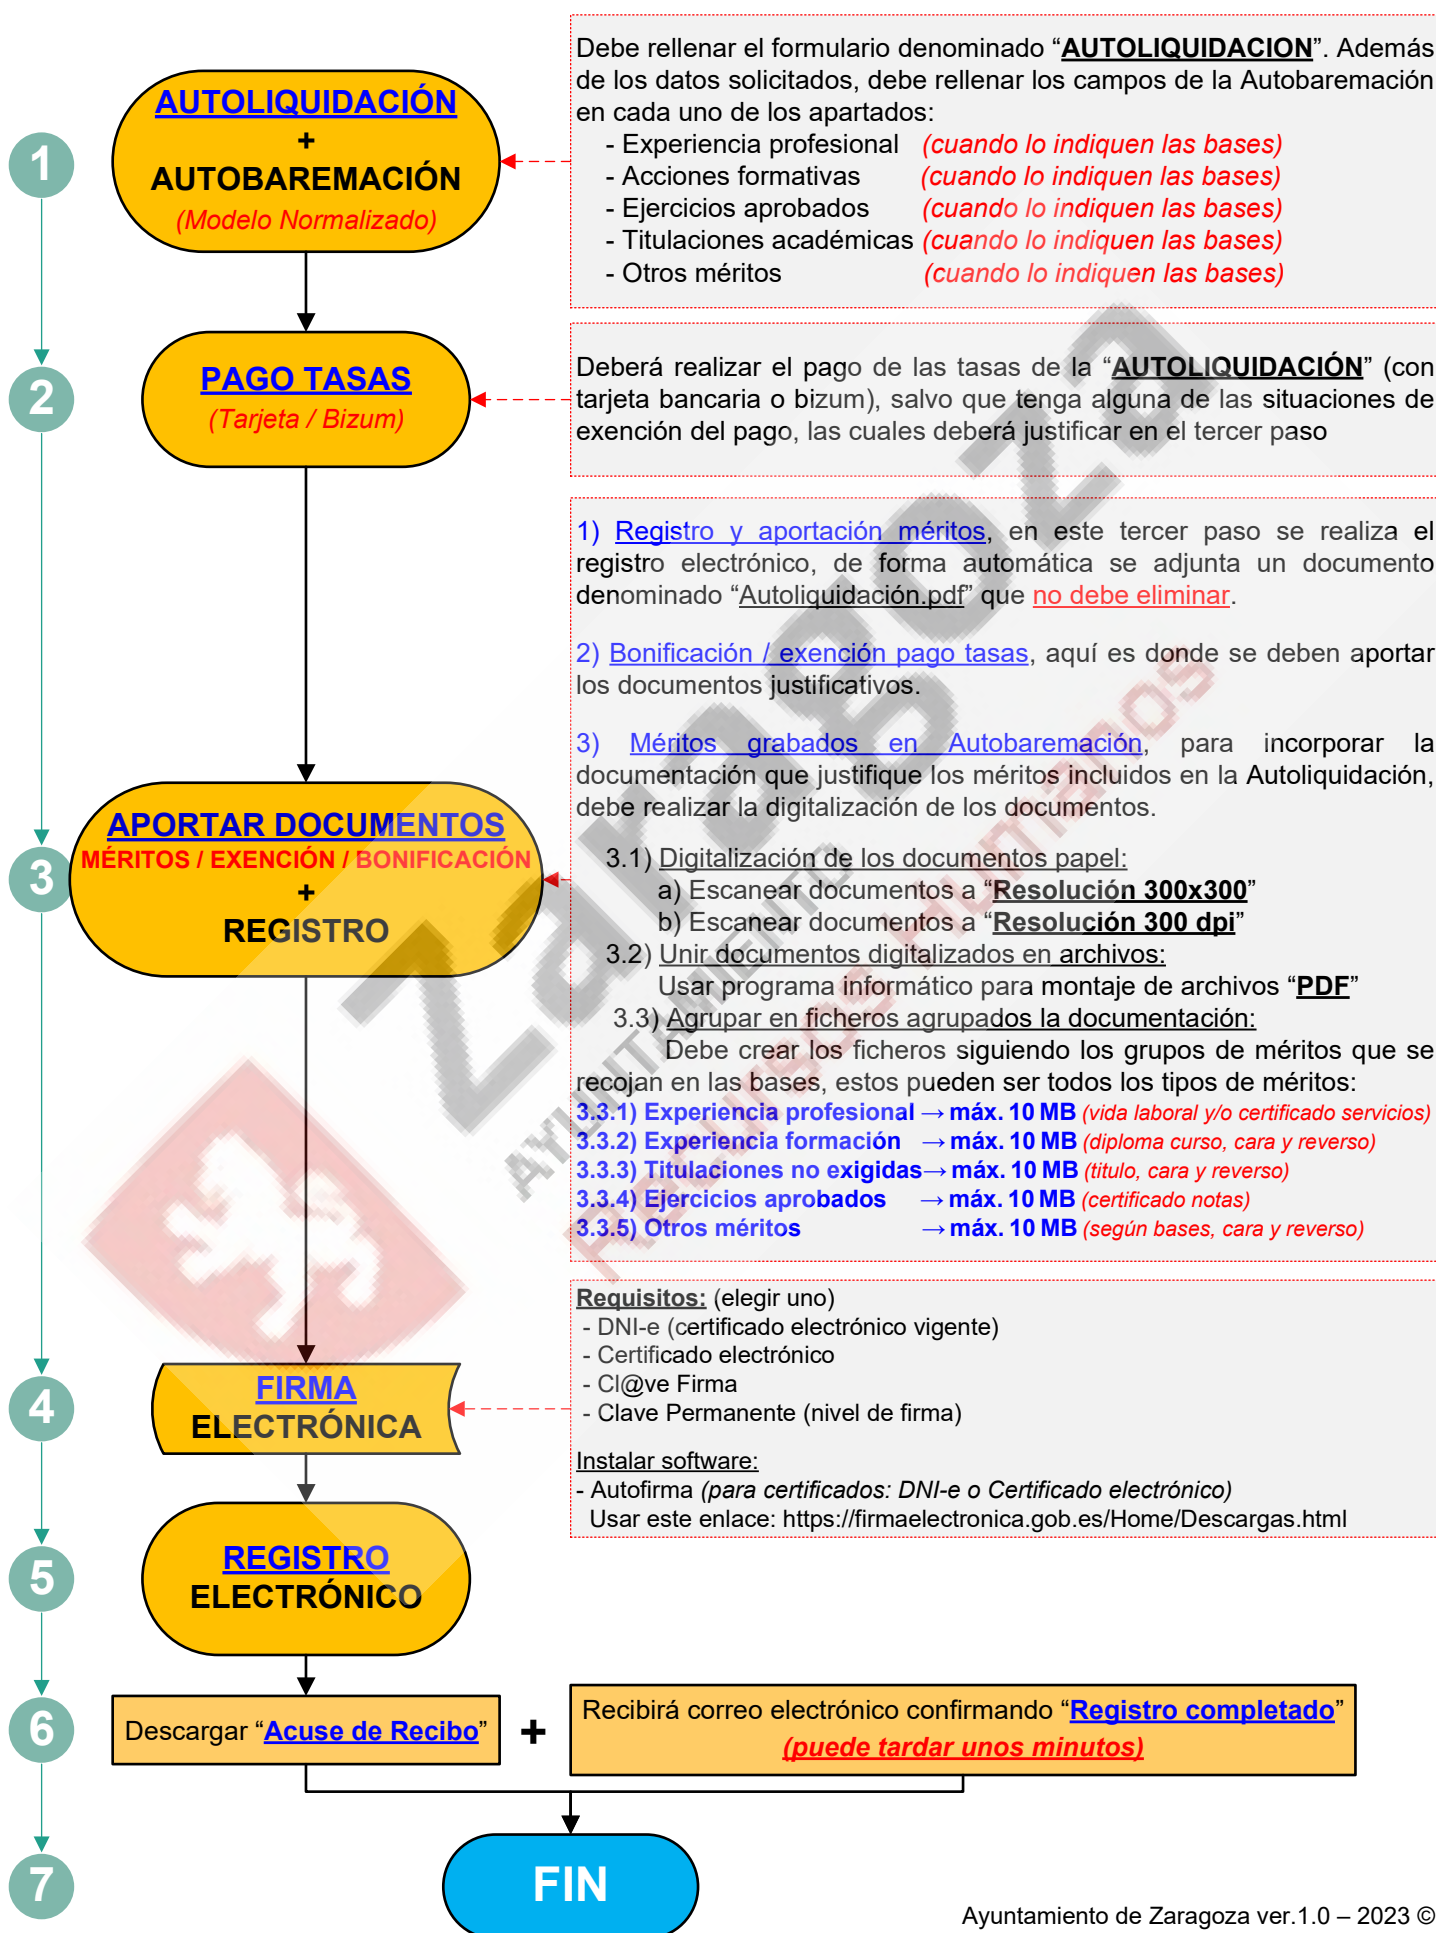 1
AUTOLIQUIDACIÓN
+
AUTOBAREMACIÓN
(Modelo Normalizado)
Debe rellenar el formulario denominado “AUTOLIQUIDACION”. Además
de los datos solicitados, debe rellenar los campos de la Autobaremación
en cada uno de los apartados:
- Experiencia profesional (cuando lo indiquen las bases)
- Acciones formativas (cuando lo indiquen las bases)
- Ejercicios aprobados (cuando lo indiquen las bases)
- Titulaciones académicas (cuando lo indiquen las bases)
- Otros méritos (cuando lo indiquen las bases)
2
PAGO TASAS
(Tarjeta / Bizum)
Deberá realizar el pago de las tasas de la “AUTOLIQUIDACIÓN” (con
tarjeta bancaria o bizum), salvo que tenga alguna de las situaciones de
exención del pago, las cuales deberá justificar en el tercer paso
3
APORTAR DOCUMENTOS
MÉRITOS / EXENCIÓN / BONIFICACIÓN
+
REGISTRO
1) Registro y aportación méritos, en este tercer paso se realiza el
registro electrónico, de forma automática se adjunta un documento
denominado “Autoliquidación.pdf” que no debe eliminar.
2) Bonificación / exención pago tasas, aquí es donde se deben aportar
los documentos justificativos.
3) Méritos grabados en Autobaremación, para incorporar la
documentación que justifique los méritos incluidos en la Autoliquidación,
debe realizar la digitalización de los documentos.
3.1) Digitalización de los documentos papel:
a) Escanear documentos a “Resolución 300x300”
b) Escanear documentos a “Resolución 300 dpi”
3.2) Unir documentos digitalizados en archivos:
Usar programa informático para montaje de archivos “PDF”
3.3) Agrupar en ficheros agrupados la documentación:
Debe crear los ficheros siguiendo los grupos de méritos que se
recojan en las bases, estos pueden ser todos los tipos de méritos:
3.3.1) Experiencia profesional → máx. 10 MB (vida laboral y/o certificado servicios)
3.3.2) Experiencia formación → máx. 10 MB (diploma curso, cara y reverso)
3.3.3) Titulaciones no exigidas→ máx. 10 MB (titulo, cara y reverso)
3.3.4) Ejercicios aprobados → máx. 10 MB (certificado notas)
3.3.5) Otros méritos → máx. 10 MB (según bases, cara y reverso)
Zaragoza
AYUNTAMIENTO
Recursos Humanos
4
FIRMA
ELECTRÓNICA
Requisitos: (elegir uno)
- DNI-e (certificado electrónico vigente)
- Certificado electrónico
- Cl@ve Firma
- Clave Permanente (nivel de firma)
Instalar software:
- Autofirma (para certificados: DNI-e o Certificado electrónico)
Usar este enlace: https://firmaelectronica.gob.es/Home/Descargas.html
5
REGISTRO
ELECTRÓNICO
6
Descargar “Acuse de Recibo”
+
Recibirá correo electrónico confirmando “Registro completado”
(puede tardar unos minutos)
7
FIN
Ayuntamiento de Zaragoza ver.1.0 – 2023 ©